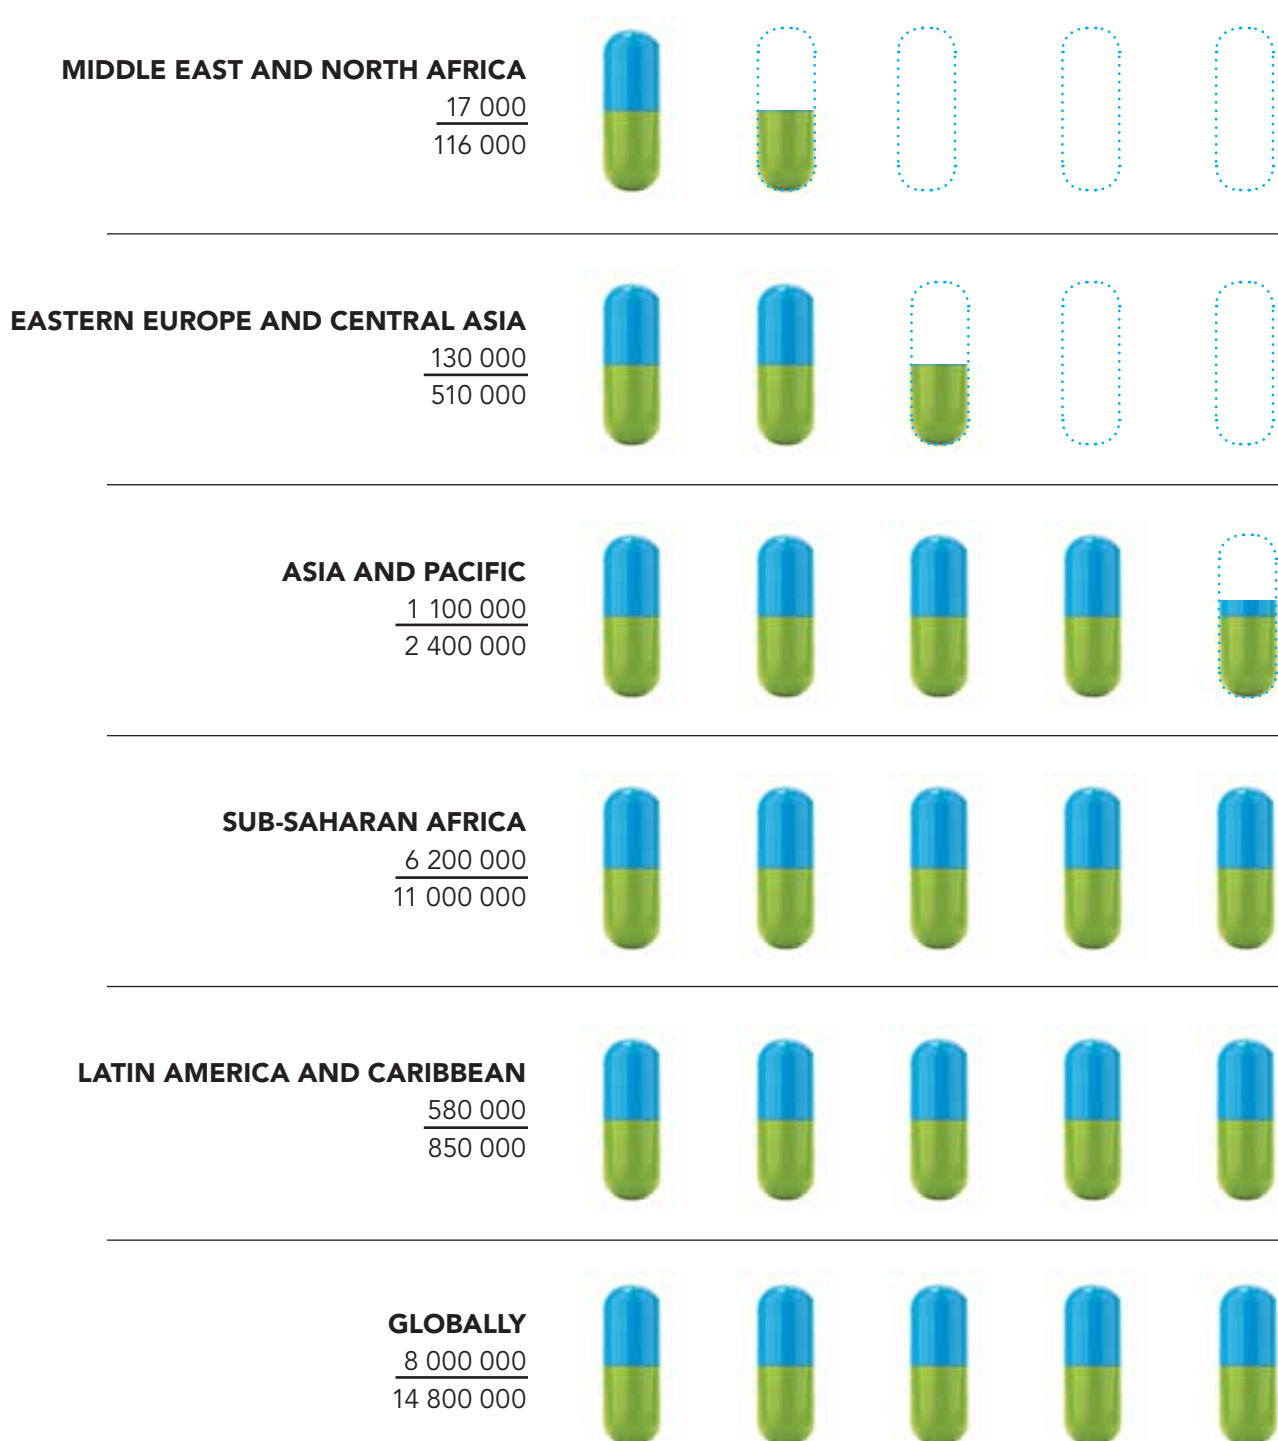 MIDDLE EAST AND NORTH AFRICA
17 000
116 000
EASTERN EUROPE AND CENTRAL ASIA
130 000
510 000
ASIA AND PACIFIC
1 100 000
2 400 000
SUB-SAHARAN AFRICA
6 200 000
11 000 000
LATIN AMERICA AND CARIBBEAN
580 000
850 000
GLOBALLY
8 000 000
14 800 000